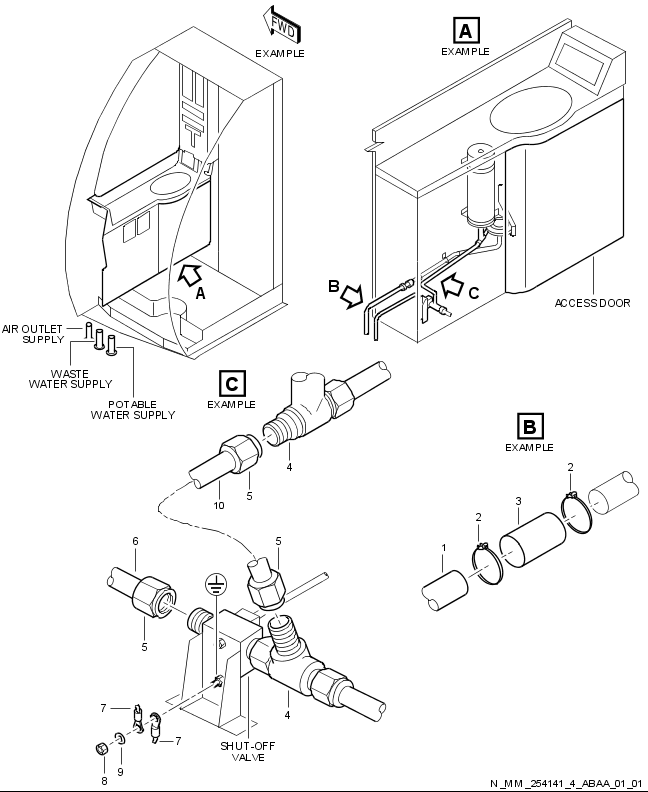 FWD
EXAMPLE
A
EXAMPLE
A
B
C
ACCESS DOOR
AIR OUTLET
SUPPLY
WASTE
WATER SUPPLY
POTABLE
WATER SUPPLY
C
EXAMPLE
4
5
10
B
EXAMPLE
2
3
2
1
6
5
5
4
7
7
SHUT-OFF
VALVE
9
8
N_MM_254141_4_ABAA_01_01